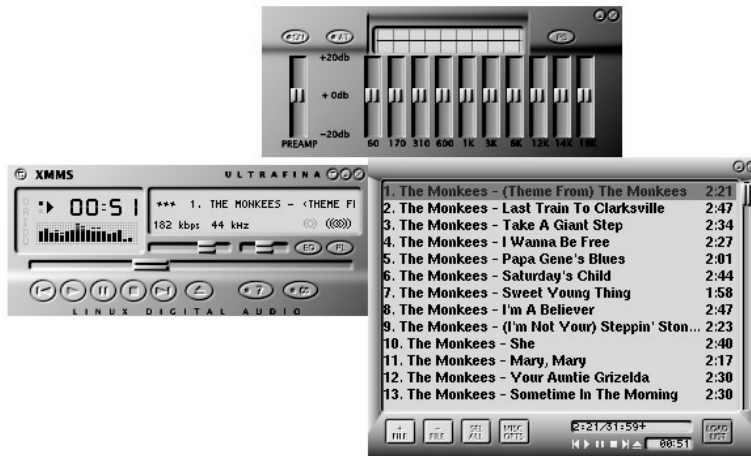 ON AT PS
+20db
+ 0db
-20db
PREAMP 60 170 310 600 1K 3K 6K 12K 14K 16K
XMMS ULTRAFINA
OAIDU
00:51
*** 1. THE MONKEES - (THEME FI
182 kbps 44 kHz
EQ PL
LINUX DIGITAL AUDIO
1. The Monkees - (Theme From) The Monkees 2:21
2. The Monkees - Last Train To Clarksville 2:47
3. The Monkees - Take A Giant Step 2:34
4. The Monkees - I Wanna Be Free 2:27
5. The Monkees - Papa Gene's Blues 2:01
6. The Monkees - Saturday's Child 2:44
7. The Monkees - Sweet Young Thing 1:58
8. The Monkees - I'm A Believer 2:47
9. The Monkees - (I'm Not Your) Steppin' Ston... 2:23
10. The Monkees - She 2:40
11. The Monkees - Mary, Mary 2:17
12. The Monkees - Your Auntie Grizelda 2:30
13. The Monkees - Sometime In The Morning 2:30
+ FILE
- FILE
SEL ALL
MISC OPTS
2:21/31:59+
00:51
LOAD LIST